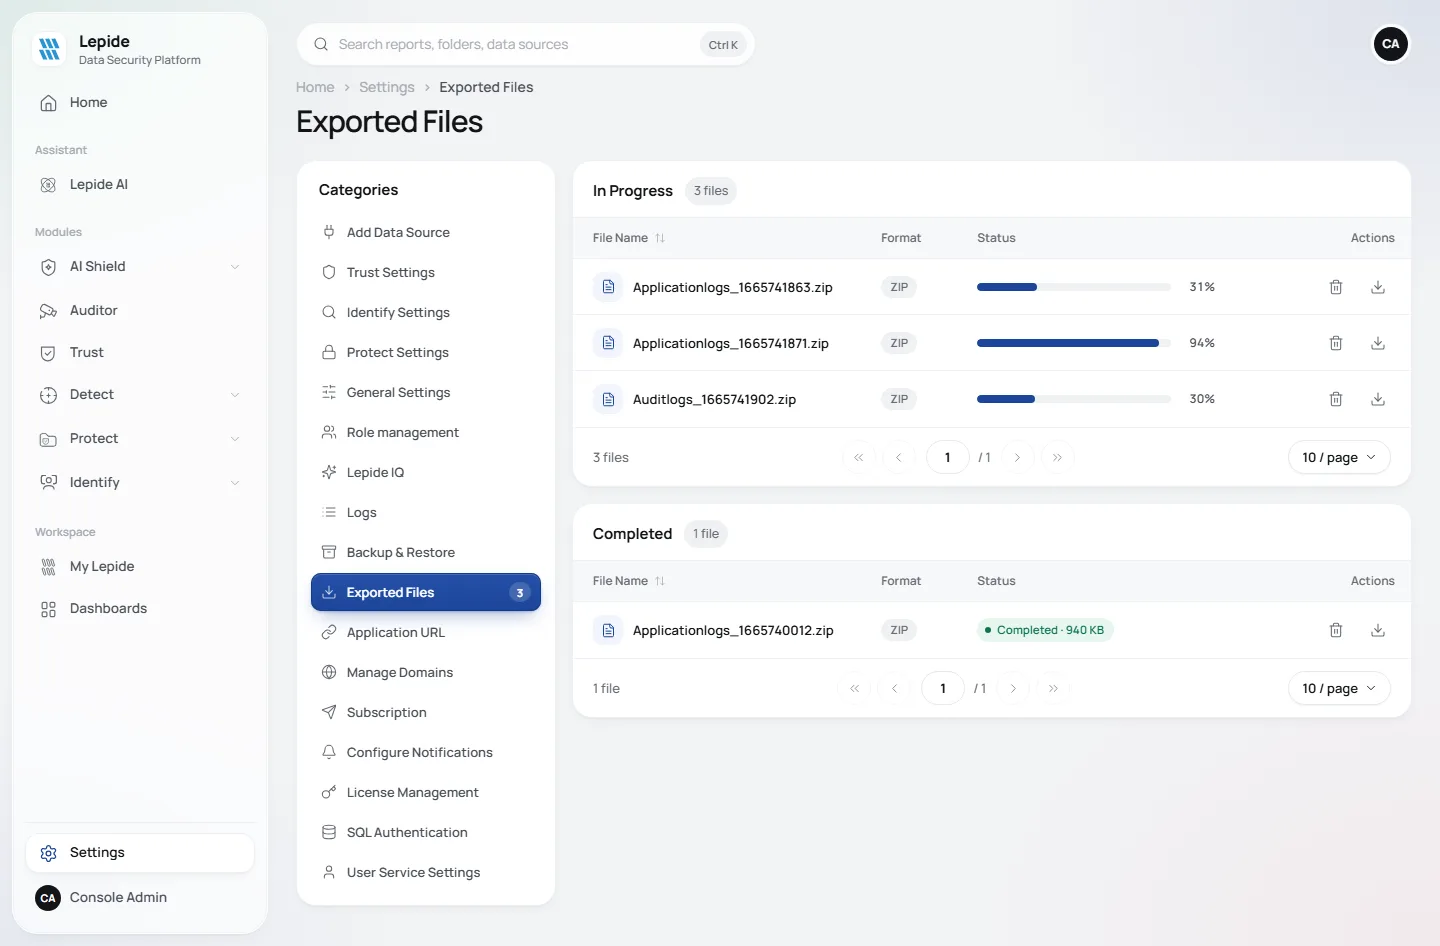 Lepide
Data Security Platform
Home
Assistant
Lepide AI
Modules
AI Shield
Auditor
Trust
Detect
Protect
Identify
Workspace
My Lepide
Dashboards
Settings
CA Console Admin
Search reports, folders, data sources Ctrl K
CA
Home > Settings > Exported Files
Exported Files
Categories
Add Data Source
Trust Settings
Identify Settings
Protect Settings
General Settings
Role management
Lepide IQ
Logs
Backup & Restore
Exported Files 3
Application URL
Manage Domains
Subscription
Configure Notifications
License Management
SQL Authentication
User Service Settings
In Progress 3 files
File Name Format Status Actions
Applicationlogs_1665741863.zip ZIP 31%
Applicationlogs_1665741871.zip ZIP 94%
Auditlogs_1665741902.zip ZIP 30%
3 files « ‹ 1 / 1 › » 10 / page
Completed 1 file
File Name Format Status Actions
Applicationlogs_1665740012.zip ZIP Completed · 940 KB
1 file « ‹ 1 / 1 › » 10 / page